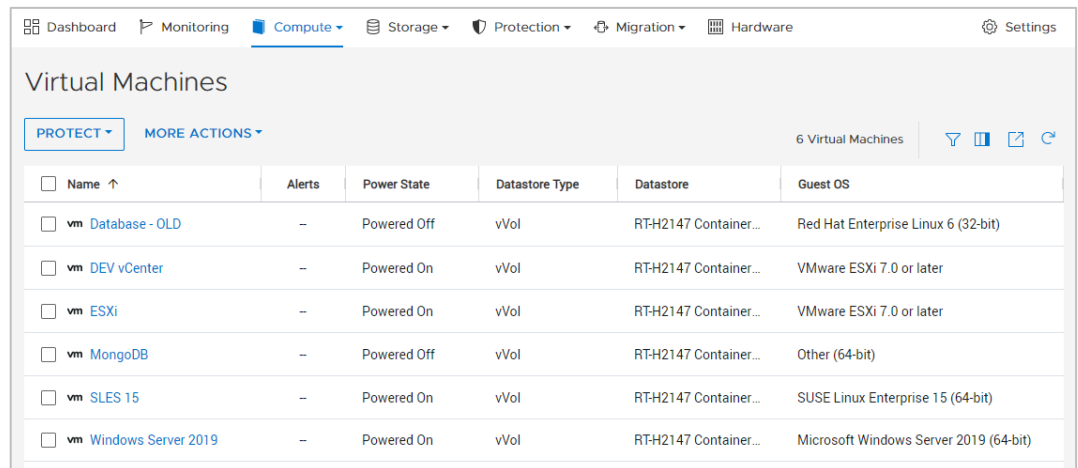 Dashboard Monitoring Compute Storage Protection Migration Hardware Settings
Virtual Machines
PROTECT MORE ACTIONS 6 Virtual Machines
Name Alerts Power State Datastore Type Datastore Guest OS
vm Database - OLD -- Powered Off vVol RT-H2147 Container... Red Hat Enterprise Linux 6 (32-bit)
vm DEV vCenter -- Powered On vVol RT-H2147 Container... VMware ESXi 7.0 or later
vm ESXi -- Powered On vVol RT-H2147 Container... VMware ESXi 7.0 or later
vm MongoDB -- Powered Off vVol RT-H2147 Container... Other (64-bit)
vm SLES 15 -- Powered On vVol RT-H2147 Container... SUSE Linux Enterprise 15 (64-bit)
vm Windows Server 2019 -- Powered On vVol RT-H2147 Container... Microsoft Windows Server 2019 (64-bit)